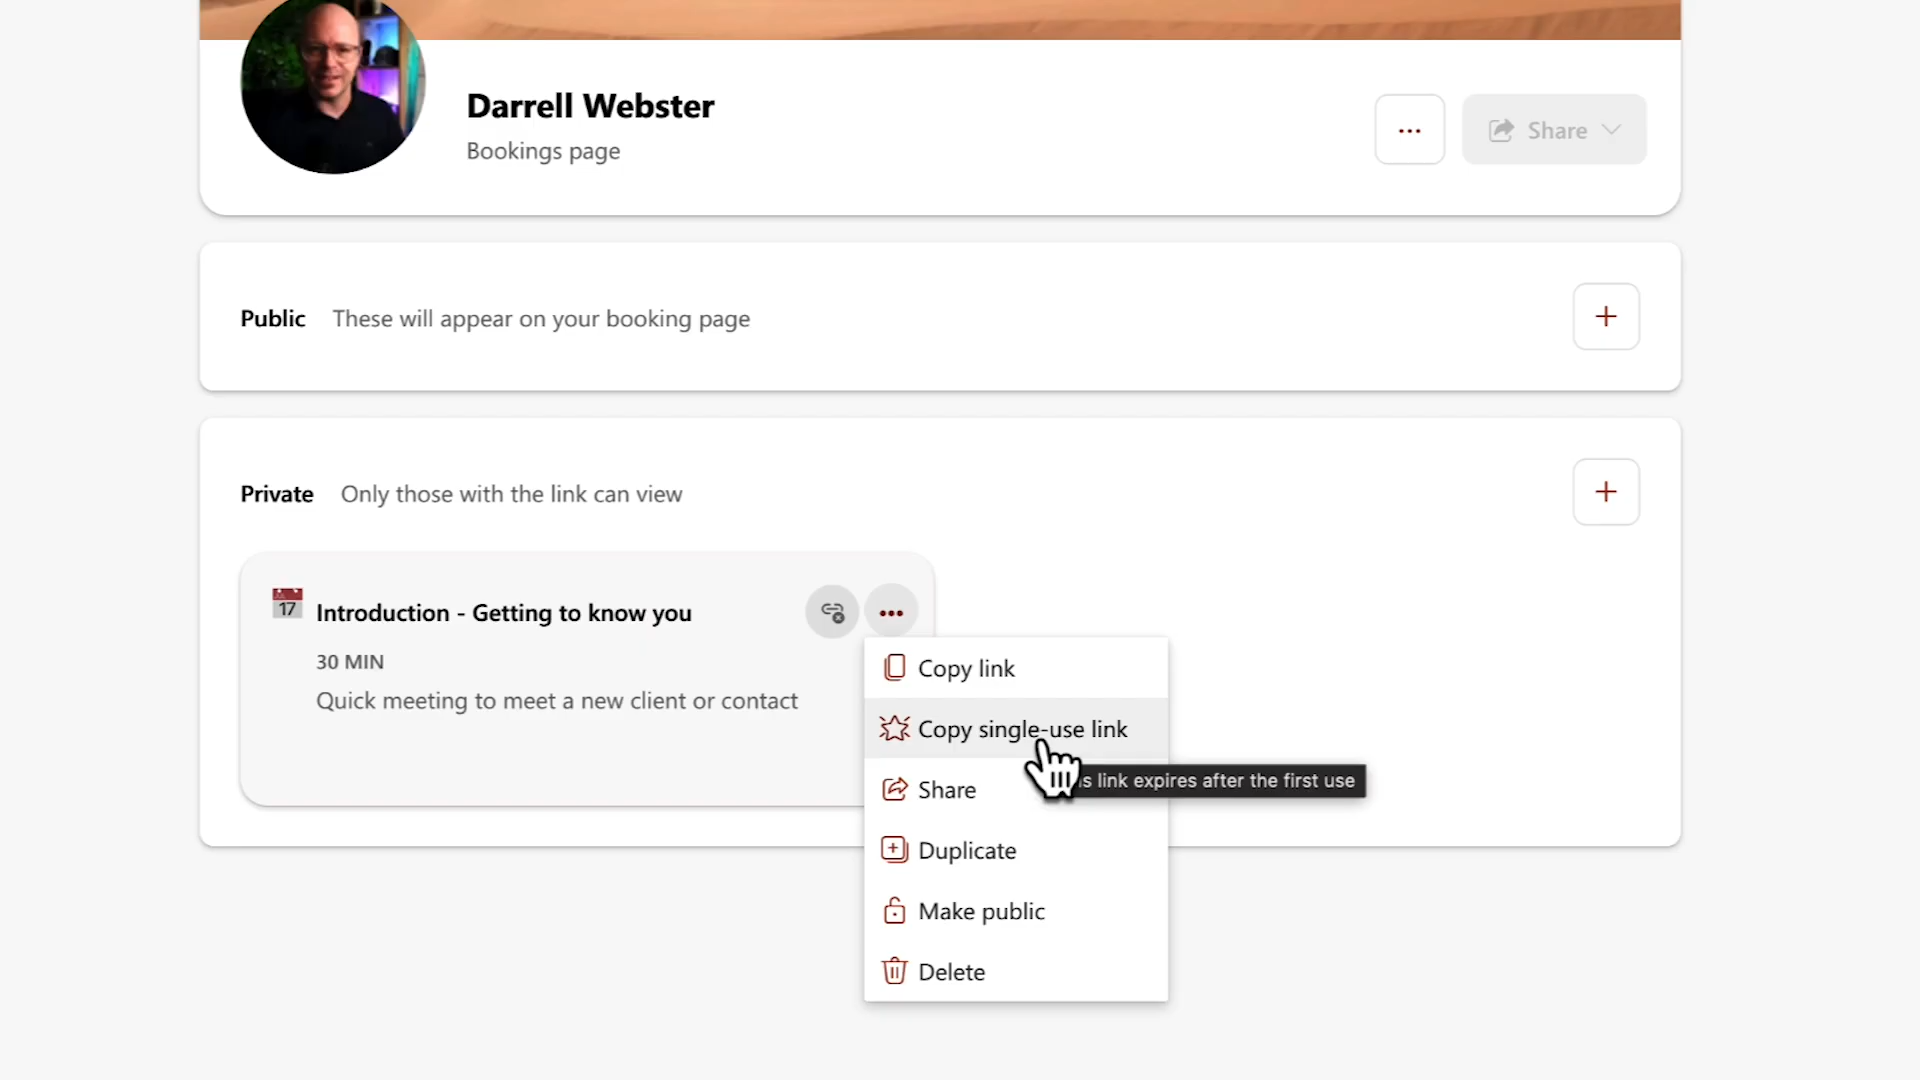 Darrell Webster
Bookings page
...
Share
Public These will appear on your booking page
+
Private Only those with the link can view
+
17
Introduction - Getting to know you
30 MIN
Quick meeting to meet a new client or contact
Copy link
Copy single-use link
link expires after the first use
Share
Duplicate
Make public
Delete